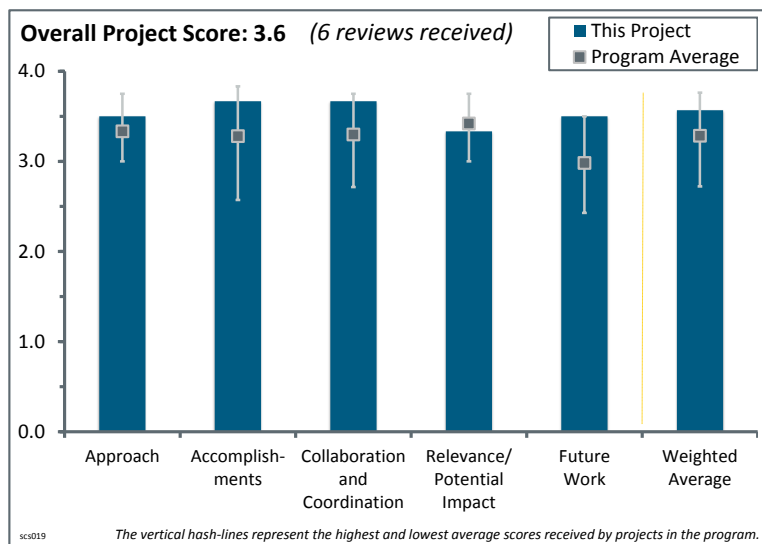 Overall Project Score: 3.6 (6 reviews received)
This Project
Program Average
4.0
3.0
2.0
1.0
0.0
Approach
Accomplish-
ments
Collaboration
and
Coordination
Relevance/
Potential
Impact
Future
Work
Weighted
Average
scs019
The vertical hash-lines represent the highest and lowest average scores received by projects in the program.